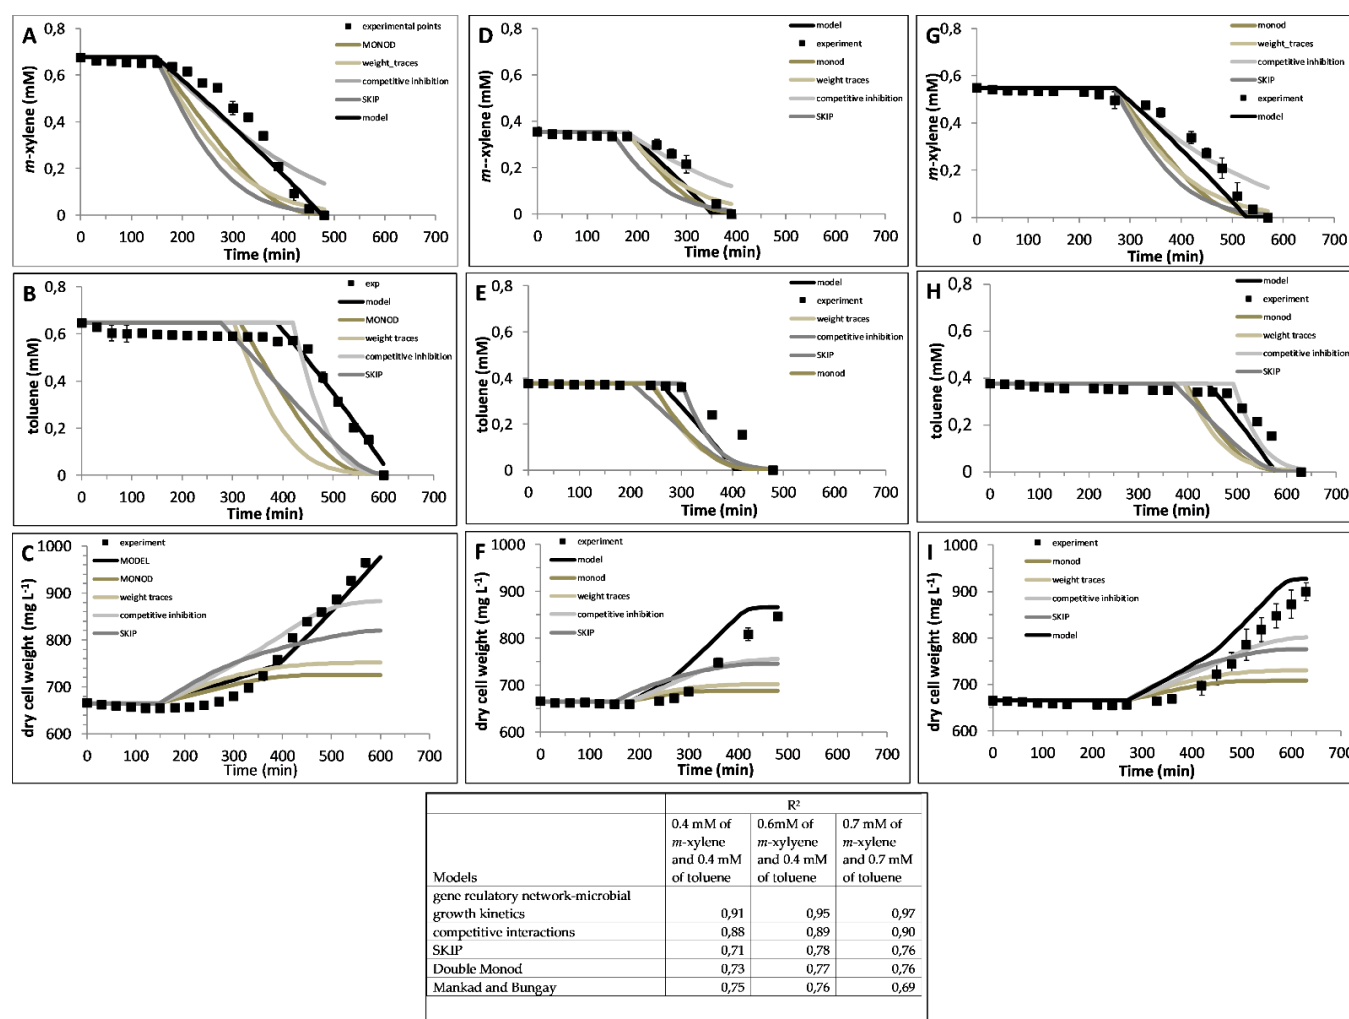 A
0,8
0,6
0,4
0,2
0
m-xylene (mM)
0 100 200 300 400 500 600 700
Time (min)
experimental points
MONOD
weight_traces
competitive inhibition
SKIP
model
D
0,8
0,6
0,4
0,2
0
m--xylene (mM)
0 100 200 300 400 500 600 700
Time (min)
model
experiment
monod
weight traces
competitive inhibition
SKIP
G
0,8
0,6
0,4
0,2
0
m-xylene (mM)
0 100 200 300 400 500 600 700
Time (min)
monod
weight_traces
competitive inhibition
SKIP
experiment
model
B
0,8
0,6
0,4
0,2
0
toluene (mM)
0 100 200 300 400 500 600 700
Time (min)
exp
model
MONOD
weight traces
competitive inhibition
SKIP
E
0,8
0,6
0,4
0,2
0
toluene (mM)
0 100 200 300 400 500 600 700
Time (min)
model
experiment
weight traces
competitive inhibition
SKIP
monod
H
0,8
0,6
0,4
0,2
0
toluene (mM)
0 100 200 300 400 500 600 700
Time (min)
model
experiment
monod
weight traces
competitive inhibition
SKIP
C
1000
900
800
700
600
dry cell weight (mg L-1)
0 100 200 300 400 500 600 700
Time (min)
experiment
MODEL
MONOD
weight traces
competitive inhibition
SKIP
F
1000
900
800
700
600
dry cell weight (mg L-1)
0 100 200 300 400 500 600 700
Time (min)
experiment
model
monod
weight traces
competitive inhibition
SKIP
I
1000
900
800
700
600
dry cell weight (mg L-1)
0 100 200 300 400 500 600 700
Time (min)
experiment
monod
weight traces
competitive inhibition
SKIP
model
R²
0.4 mM of 0.6mM of 0.7 mM of
m-xylene m-xylyene m-xylene
and 0.4 mM and 0.4 mM and 0.7 mM
Models of toluene of toluene of toluene
gene reulatory network-microbial
growth kinetics 0,91 0,95 0,97
competitive interactions 0,88 0,89 0,90
SKIP 0,71 0,78 0,76
Double Monod 0,73 0,77 0,76
Mankad and Bungay 0,75 0,76 0,69